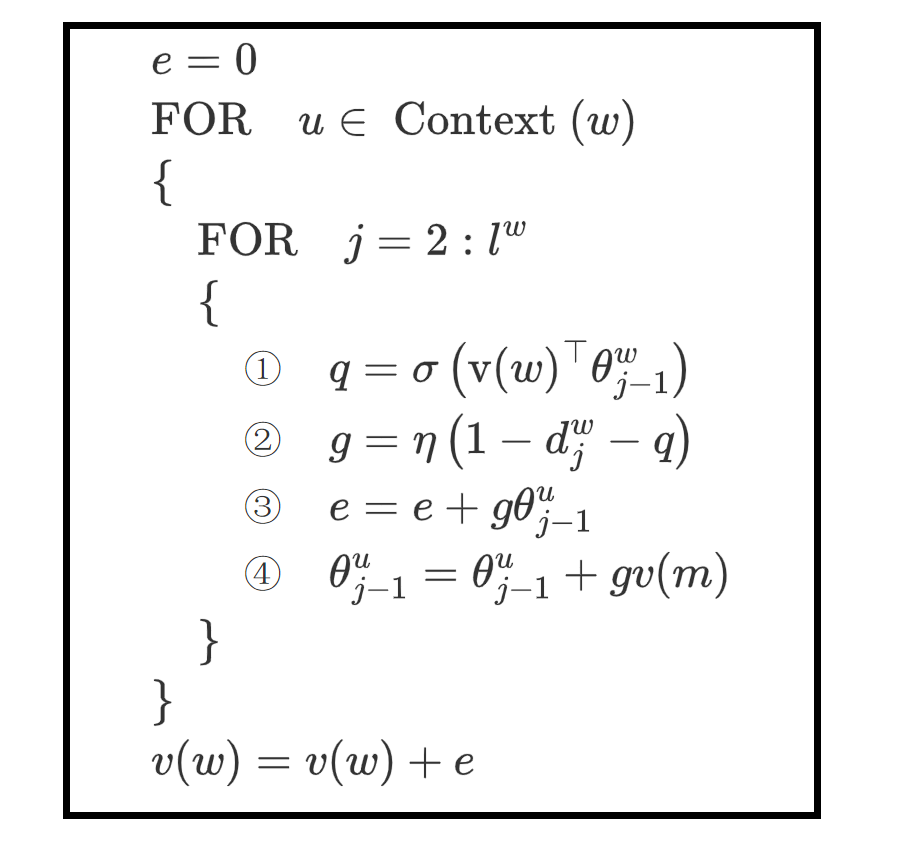 e = 0
FOR u ∈ Context (w)
{
FOR j = 2 : l^w
{
① q = σ (v(w)^⊤ θ^w_{j−1})
② g = η (1 − d^w_j − q)
③ e = e + gθ^u_{j−1}
④ θ^u_{j−1} = θ^u_{j−1} + gv(m)
}
}
v(w) = v(w) + e